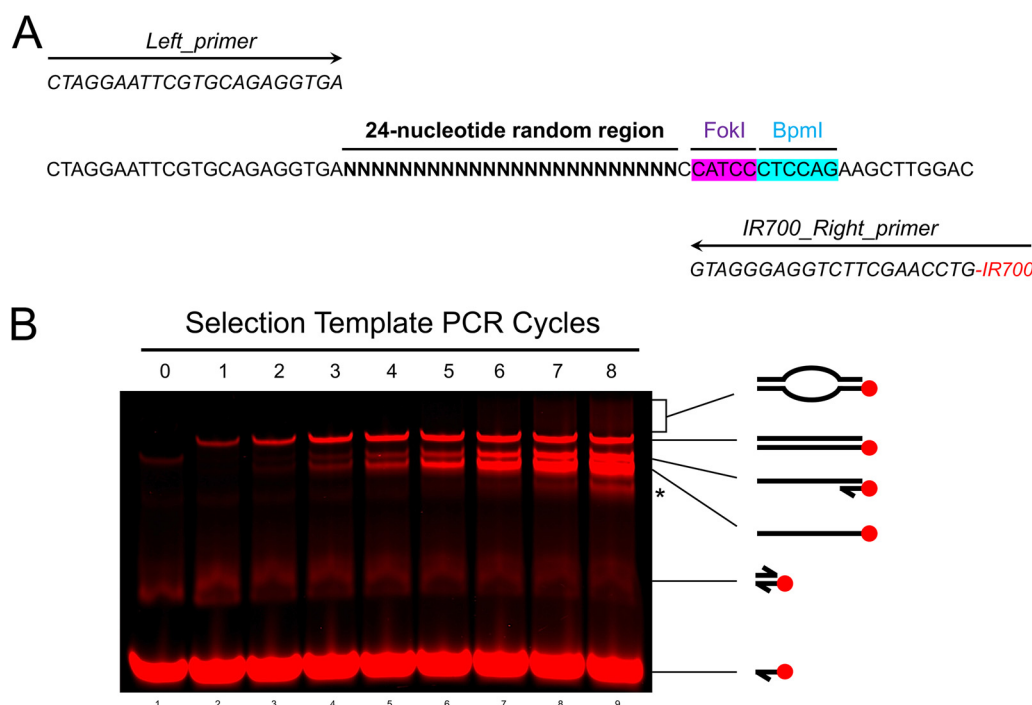 A
Left_primer
CTAGGAATTCGTGCAGAGGTGA
24-nucleotide random region FokI BpmI
CTAGGAATTCGTGCAGAGGTGANNNNNNNNNNNNNNNNNNNNNNNNCCATCCCTCCAGAAGCTTGGAC
IR700_Right_primer
GTAGGGAGGTCTTCGAACCTG-IR700
B
Selection Template PCR Cycles
0 1 2 3 4 5 6 7 8
*
1 2 3 4 5 6 7 8 9